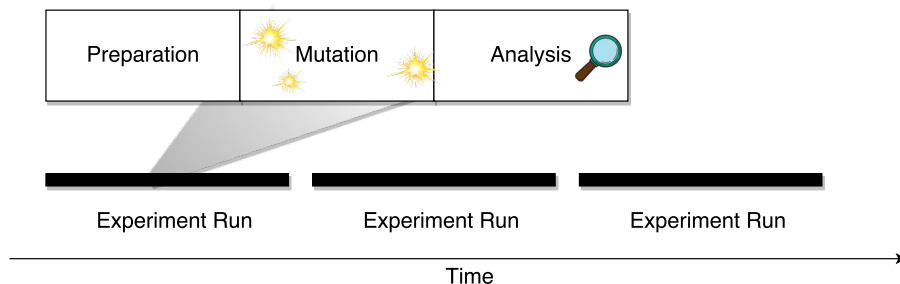 Preparation
Mutation
Analysis
Experiment Run
Experiment Run
Experiment Run
Time